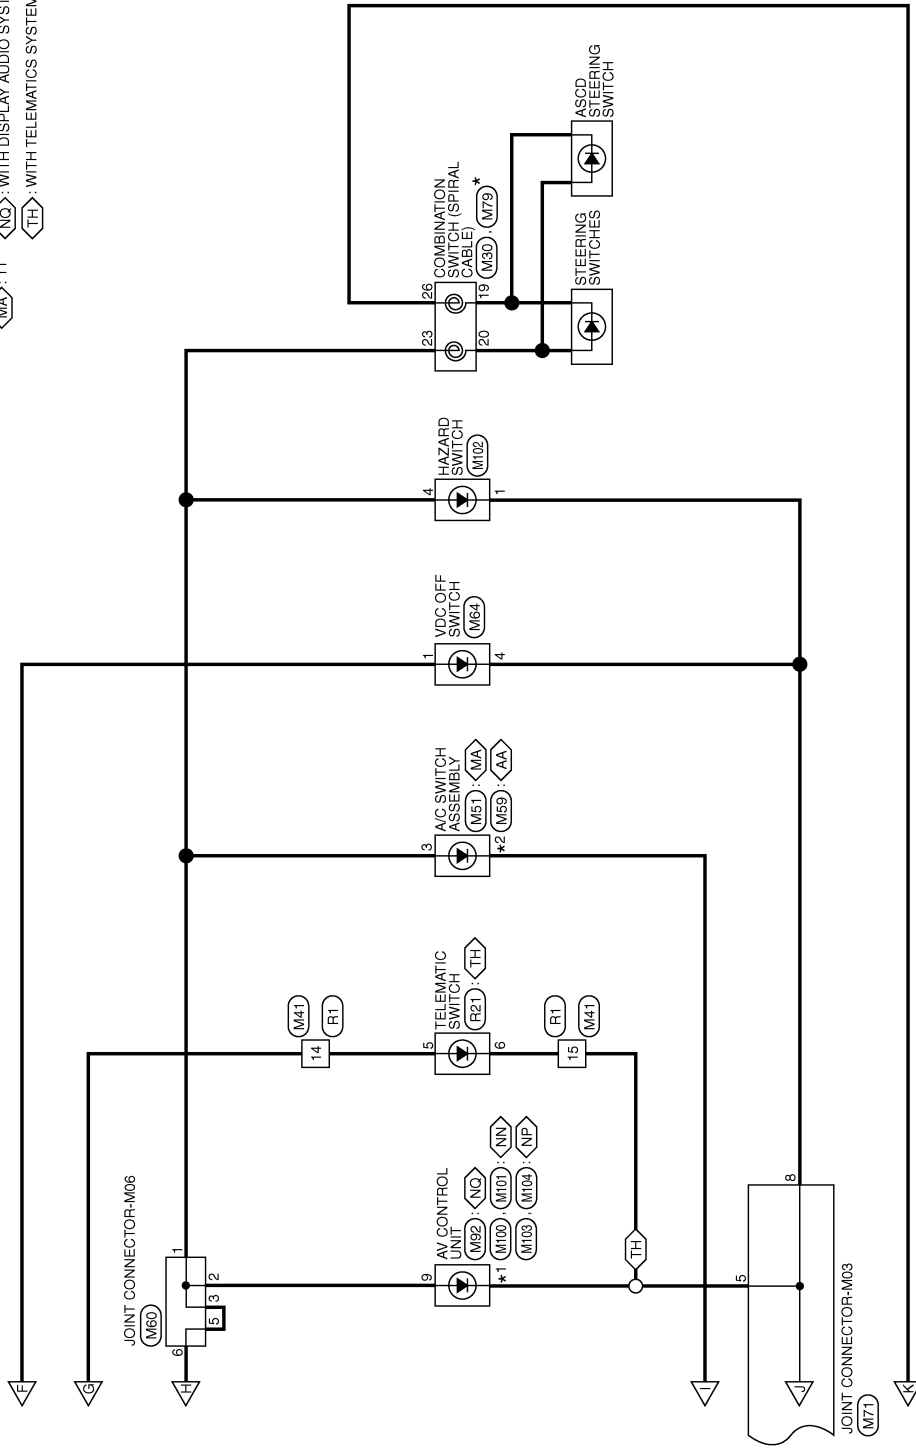 MA
NQ : WITH DISPLAY AUDIO
TH : WITH TELEMATICS SYSTEM
ASCD
STEERING
SWITCH
COMBINATION
SWITCH (SPIRAL
CABLE)
M30 , M79 *
26
19
23
20
STEERING
SWITCHES
HAZARD
SWITCH
M102
4
1
VDC OFF
SWITCH
M64
1
4
A/C SWITCH
ASSEMBLY
M51 : MA
M59 : AA
3
*2
TELEMATIC
SWITCH
R21 : TH
5
6
M41
R1
14
R1
M41
15
AV CONTROL
UNIT
M92 : NQ
M100 , M101 : NN
M103 , M104 : NP
9
*1
TH
JOINT CONNECTOR-M06
M60
1
2
3
5
6
8
5
JOINT CONNECTOR-M03
M71
F
G
H
I
J
K